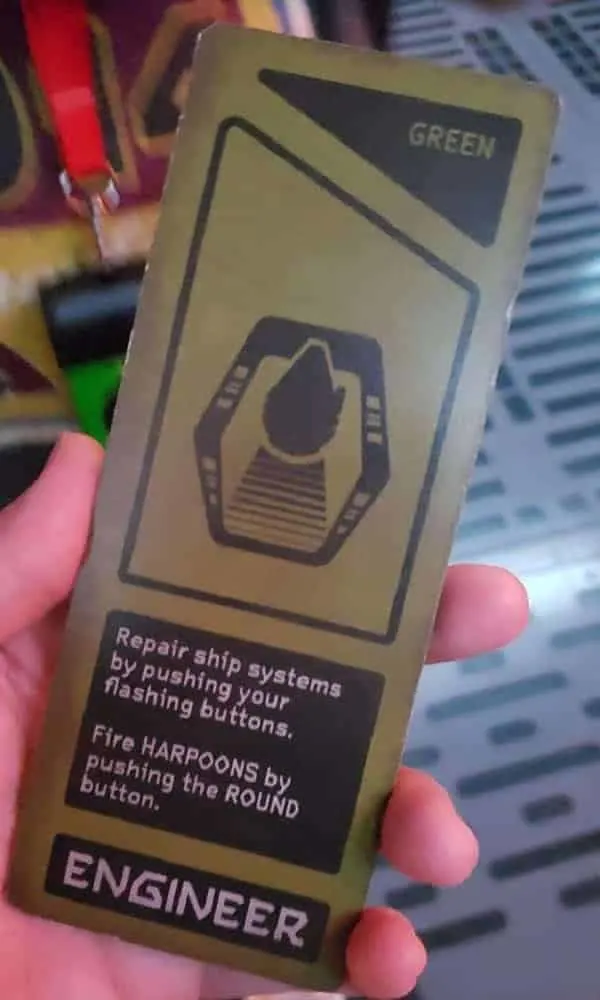 GREEN
Repair ship systems
by pushing your
flashing buttons.
Fire HARPOONS by
pushing the ROUND
button.
ENGINEER